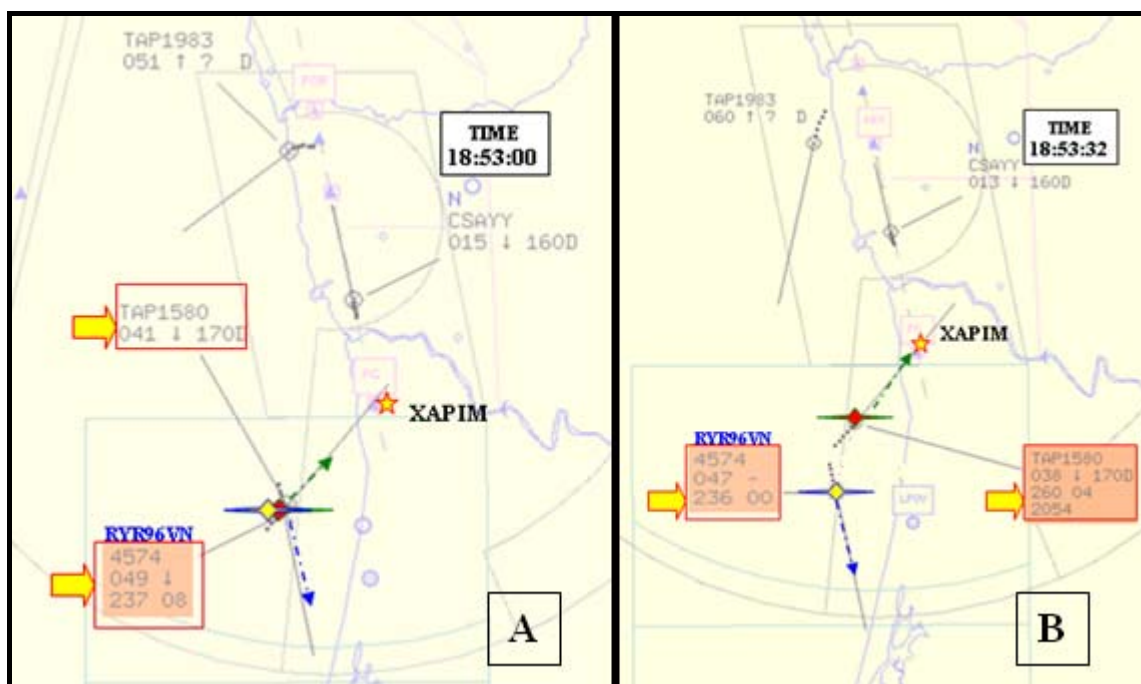 TAP1983
051 ↑ ? D
POR
TIME
18:53:00
N
CSAYY
015 ↓ 160D
TAP1580
041 ↓ 170D
XAPIM
RYR96VN
4574
049 ↓
237 08
A
TAP1983
060 ↑ ? D
TIME
18:53:32
N
CSAYY
013 ↓ 160D
XAPIM
RYR96VN
4574
047 -
236 00
TAP1580
038 ↓ 170D
260 04
2054
B